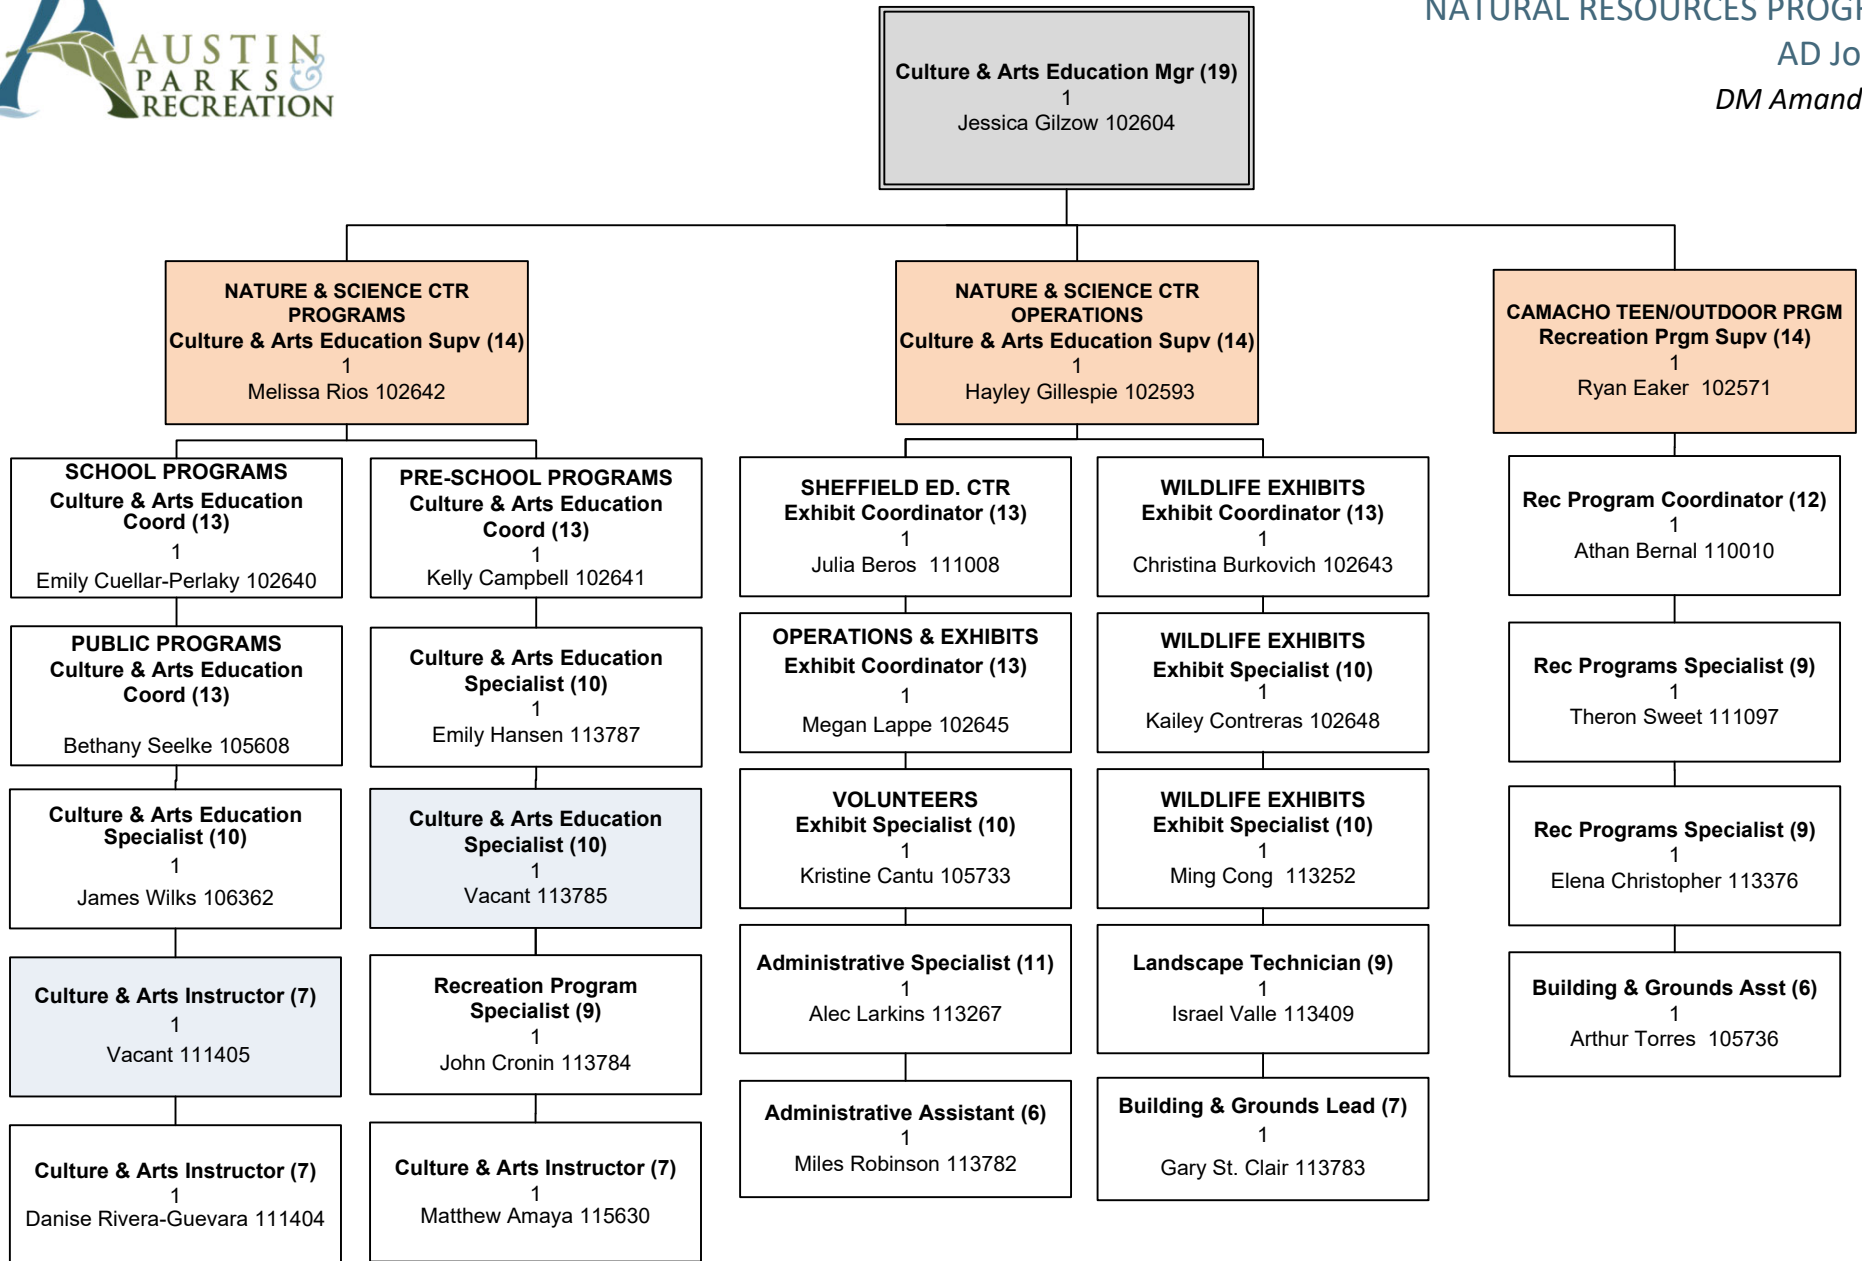 AUSTIN
PARKS &
RECREATION
NATURAL RESOURCES
AD
DM
Culture & Arts Education Mgr (19)
1
Jessica Gilzow 102604
NATURE & SCIENCE CTR
PROGRAMS
Culture & Arts Education Supv (14)
1
Melissa Rios 102642
NATURE & SCIENCE CTR
OPERATIONS
Culture & Arts Education Supv (14)
1
Hayley Gillespie 102593
CAMACHO TEEN/OUTDOOR PRGM
Recreation Prgm Supv (14)
1
Ryan Eaker 102571
SCHOOL PROGRAMS
Culture & Arts Education
Coord (13)
1
Emily Cuellar-Perlaky 102640
PUBLIC PROGRAMS
Culture & Arts Education
Coord (13)
Bethany Seelke 105608
Culture & Arts Education
Specialist (10)
1
James Wilks 106362
Culture & Arts Instructor (7)
1
Vacant 111405
Culture & Arts Instructor (7)
1
Danise Rivera-Guevara 111404
PRE-SCHOOL PROGRAMS
Culture & Arts Education
Coord (13)
1
Kelly Campbell 102641
Culture & Arts Education
Specialist (10)
1
Emily Hansen 113787
Culture & Arts Education
Specialist (10)
1
Vacant 113785
Recreation Program
Specialist (9)
1
John Cronin 113784
Culture & Arts Instructor (7)
1
Matthew Amaya 115630
SHEFFIELD ED. CTR
Exhibit Coordinator (13)
1
Julia Beros 111008
OPERATIONS & EXHIBITS
Exhibit Coordinator (13)
1
Megan Lappe 102645
VOLUNTEERS
Exhibit Specialist (10)
1
Kristine Cantu 105733
Administrative Specialist (11)
1
Alec Larkins 113267
Administrative Assistant (6)
1
Miles Robinson 113782
WILDLIFE EXHIBITS
Exhibit Coordinator (13)
1
Christina Burkovich 102643
WILDLIFE EXHIBITS
Exhibit Specialist (10)
1
Kailey Contreras 102648
WILDLIFE EXHIBITS
Exhibit Specialist (10)
1
Ming Cong 113252
Landscape Technician (9)
1
Israel Valle 113409
Building & Grounds Lead (7)
1
Gary St. Clair 113783
Rec Program Coordinator (12)
1
Athan Bernal 110010
Rec Programs Specialist (9)
1
Theron Sweet 111097
Rec Programs Specialist (9)
1
Elena Christopher 113376
Building & Grounds Asst (6)
1
Arthur Torres 105736